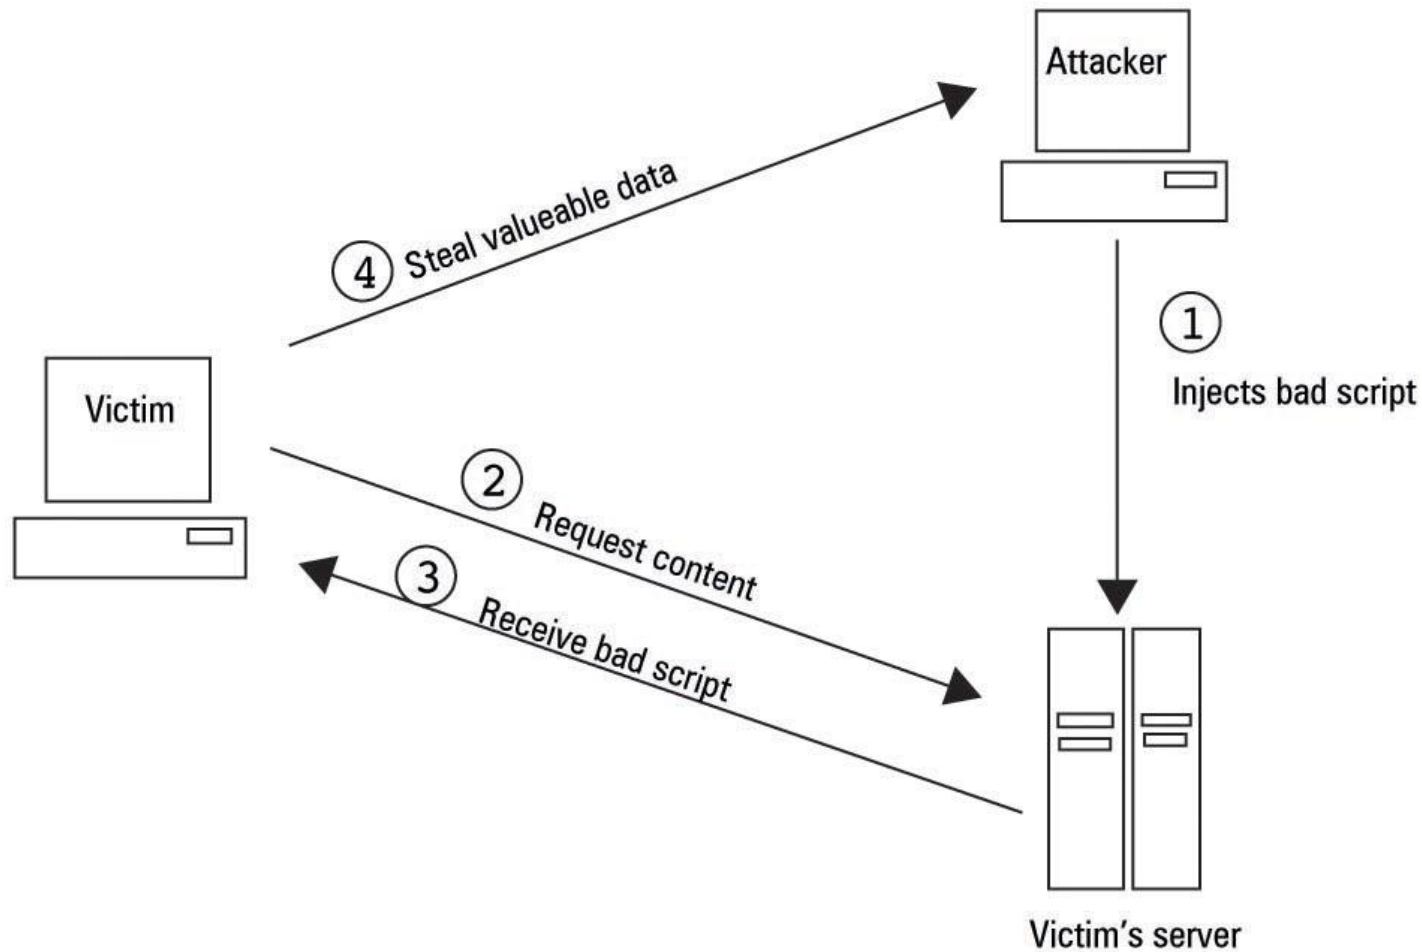 Attacker
4 Steal valueable data
1
Injects bad script
Victim
2 Request content
3 Receive bad script
Victim's server